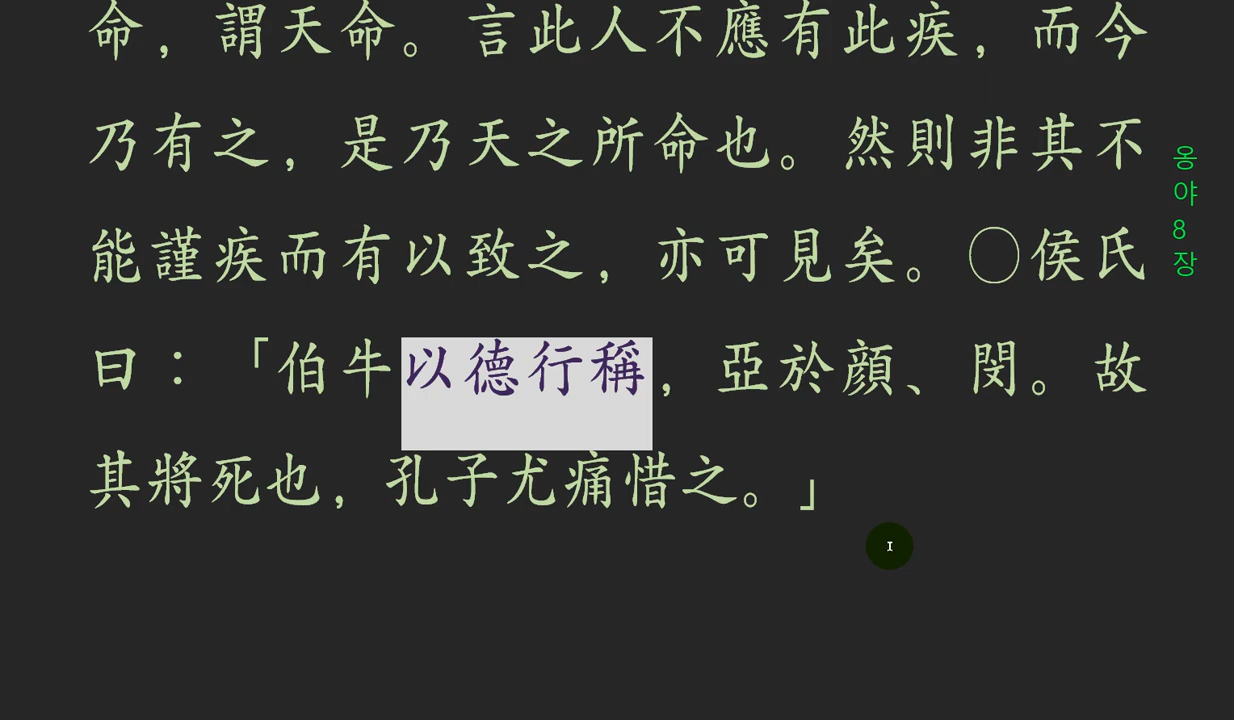 命，謂天命。言此人不應有此疾，而今
乃有之，是乃天之所命也。然則非其不
能謹疾而有以致之，亦可見矣。○侯氏
曰：「伯牛以德行稱，亞於顏、閔。故
其將死也，孔子尤痛惜之。」
옹야8장